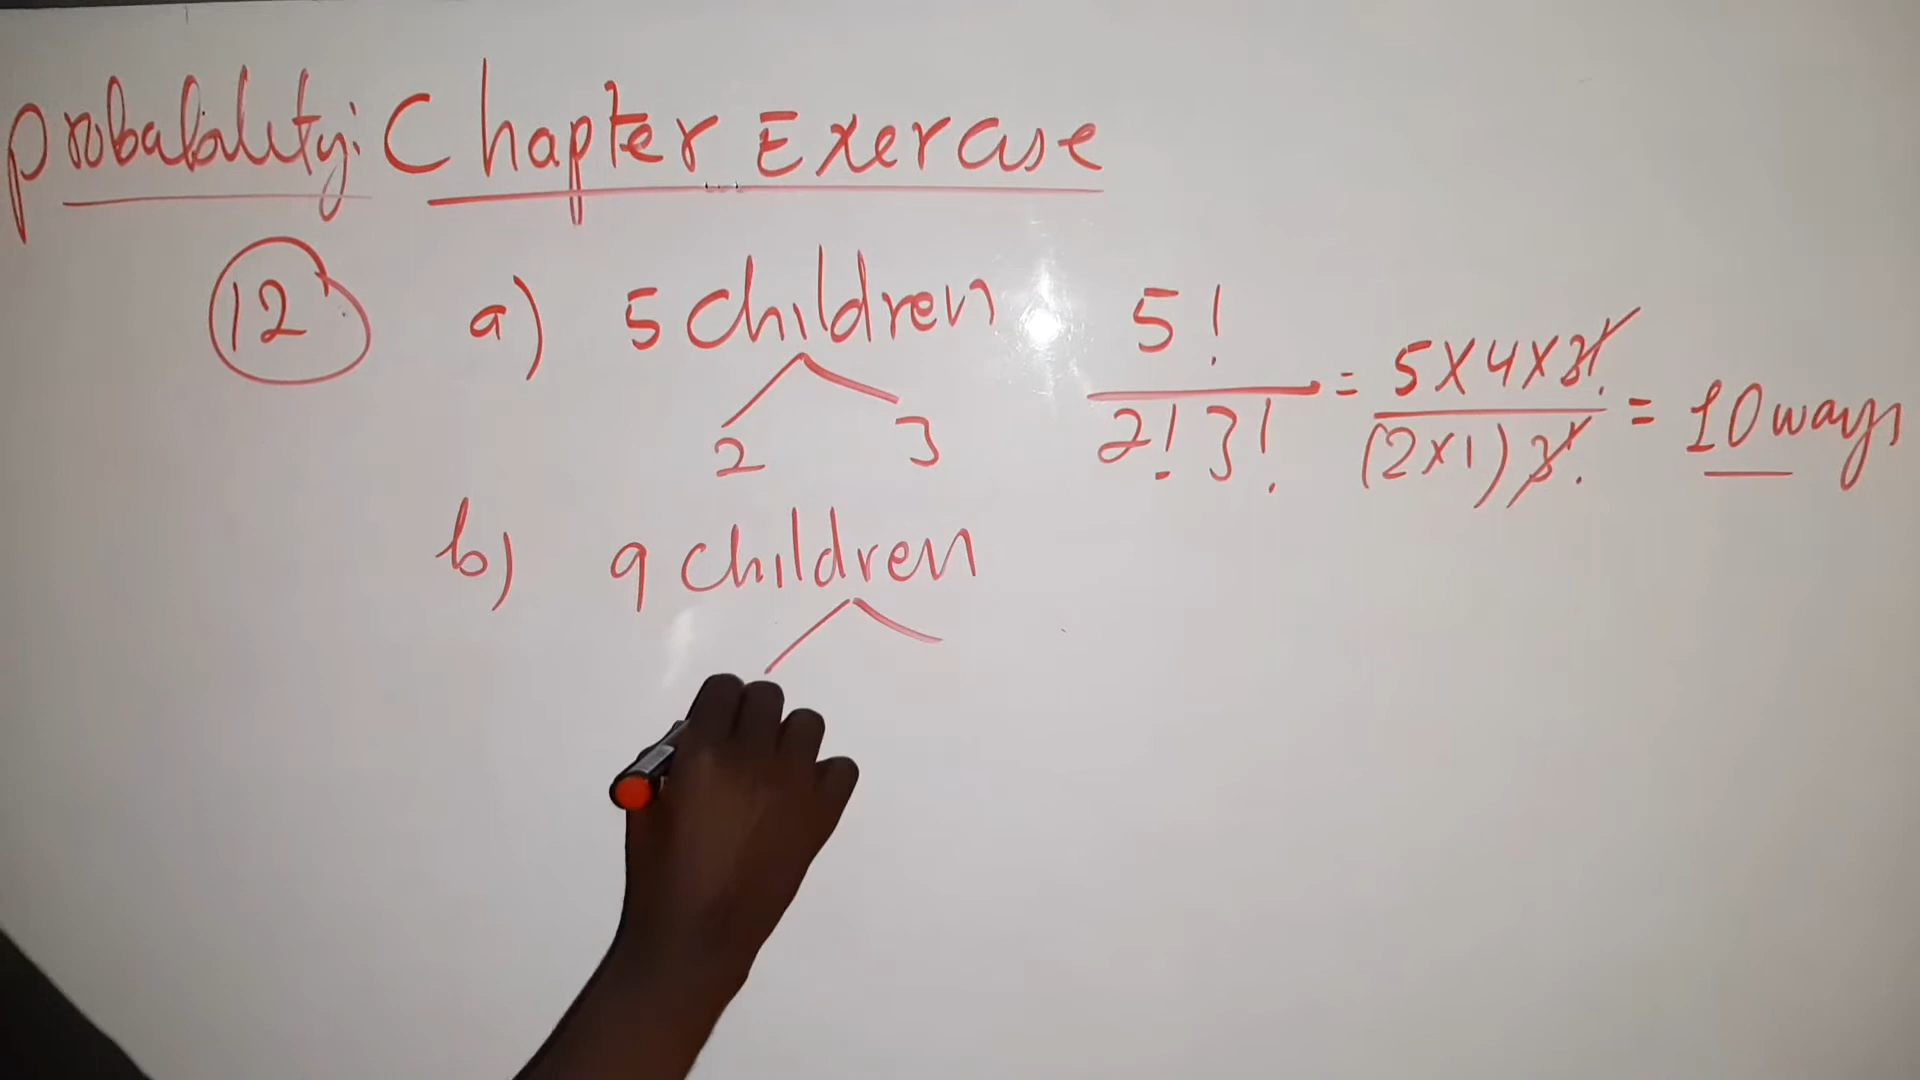 Probabality: Chapter Exercise
12 a) 5 children 5! / 2! 3! = 5 x 4 x 3! / (2 x 1) 3! = 10 ways
2 3
b) 9 children